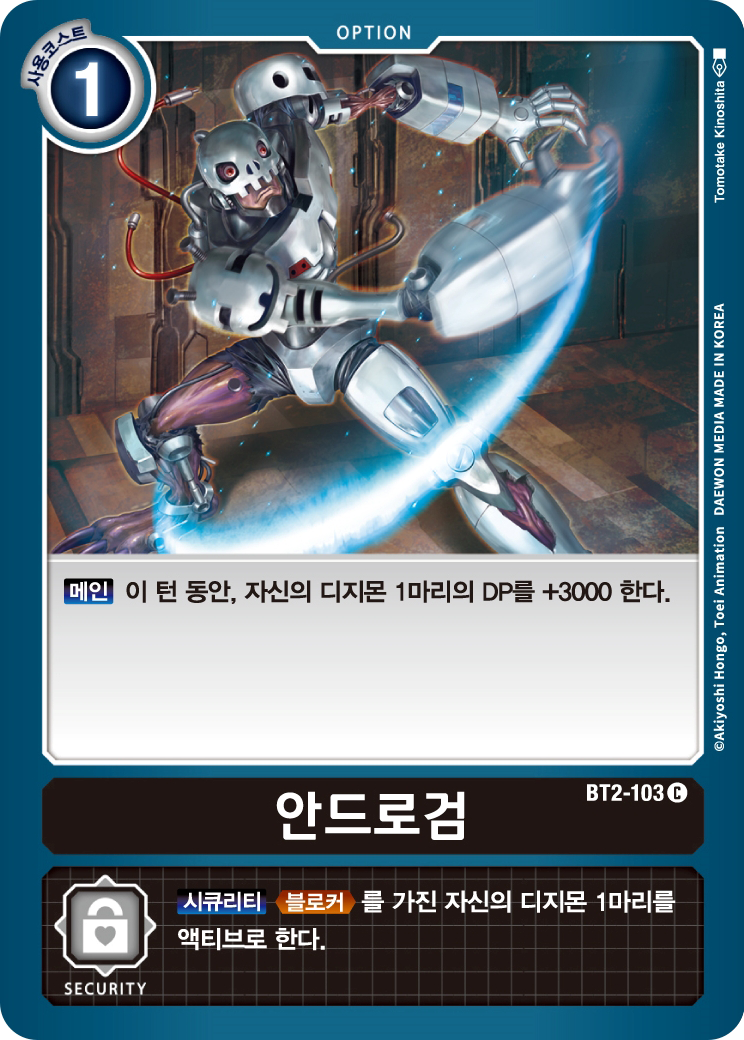 OPTION
사용코스트
1
Tomotake Kinoshita
메인 이 턴 동안, 자신의 디지몬 1마리의 DP를 +3000 한다.
©Akiyoshi Hongo, Toei Animation DAEWON MEDIA MADE IN KOREA
BT2-103 C
안드로검
시큐리티 블로커 를 가진 자신의 디지몬 1마리를
액티브로 한다.
SECURITY